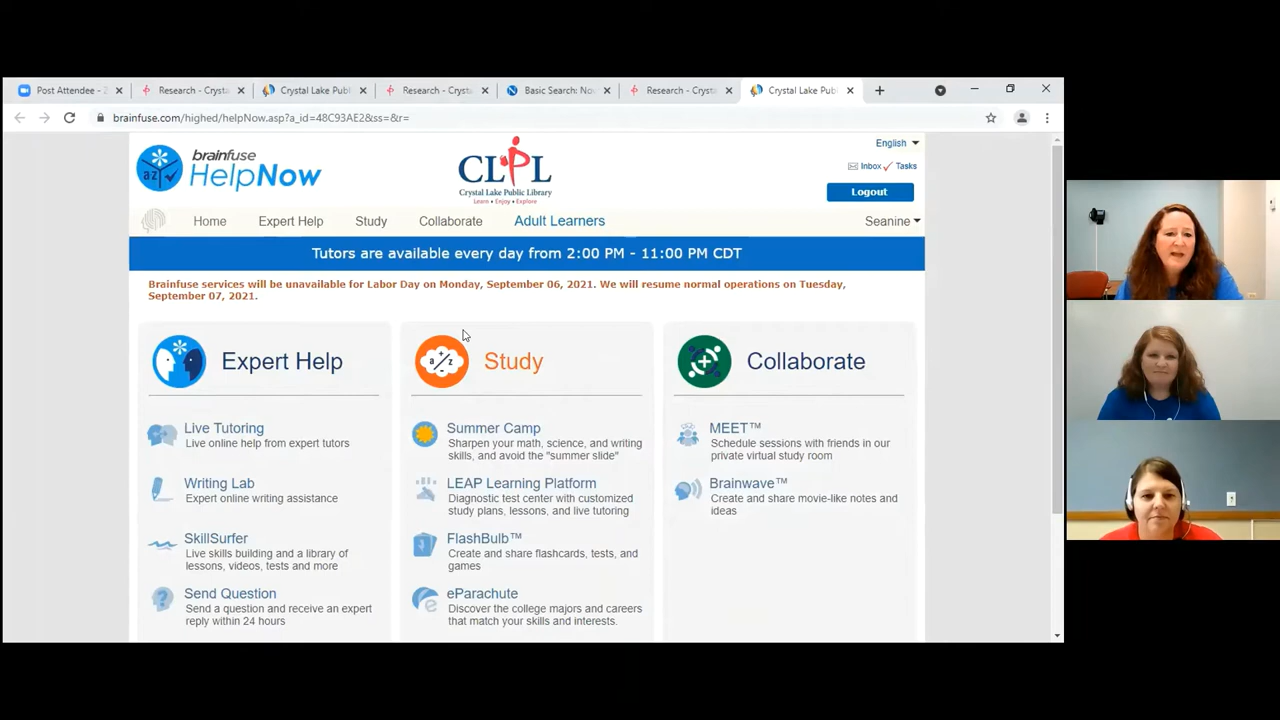 Post Attendee - 2
Research - Cryst
Crystal Lake Publ
Research - Crysta
Basic Search: Nov
Research - Crysta
Crystal Lake Publ
brainfuse.com/highed/helpNow.asp?a_id=48C93AE2&ss=&r=
brainfuse
HelpNow
a-z
CLPL
Crystal Lake Public Library
Learn • Enjoy • Explore
English
Inbox Tasks
Logout
Home Expert Help Study Collaborate Adult Learners Seanine
Tutors are available every day from 2:00 PM - 11:00 PM CDT
Brainfuse services will be unavailable for Labor Day on Monday, September 06, 2021. We will resume normal operations on Tuesday,
September 07, 2021.
Expert Help
Live Tutoring
Live online help from expert tutors
Writing Lab
Expert online writing assistance
SkillSurfer
Live skills building and a library of
lessons, videos, tests and more
Send Question
Send a question and receive an expert
reply within 24 hours
a + z
Study
Summer Camp
Sharpen your math, science, and writing
skills, and avoid the "summer slide"
LEAP Learning Platform
Diagnostic test center with customized
study plans, lessons, and live tutoring
FlashBulb™
Create and share flashcards, tests, and
games
eParachute
Discover the college majors and careers
that match your skills and interests.
Collaborate
MEET™
Schedule sessions with friends in our
private virtual study room
Brainwave™
Create and share movie-like notes and
ideas